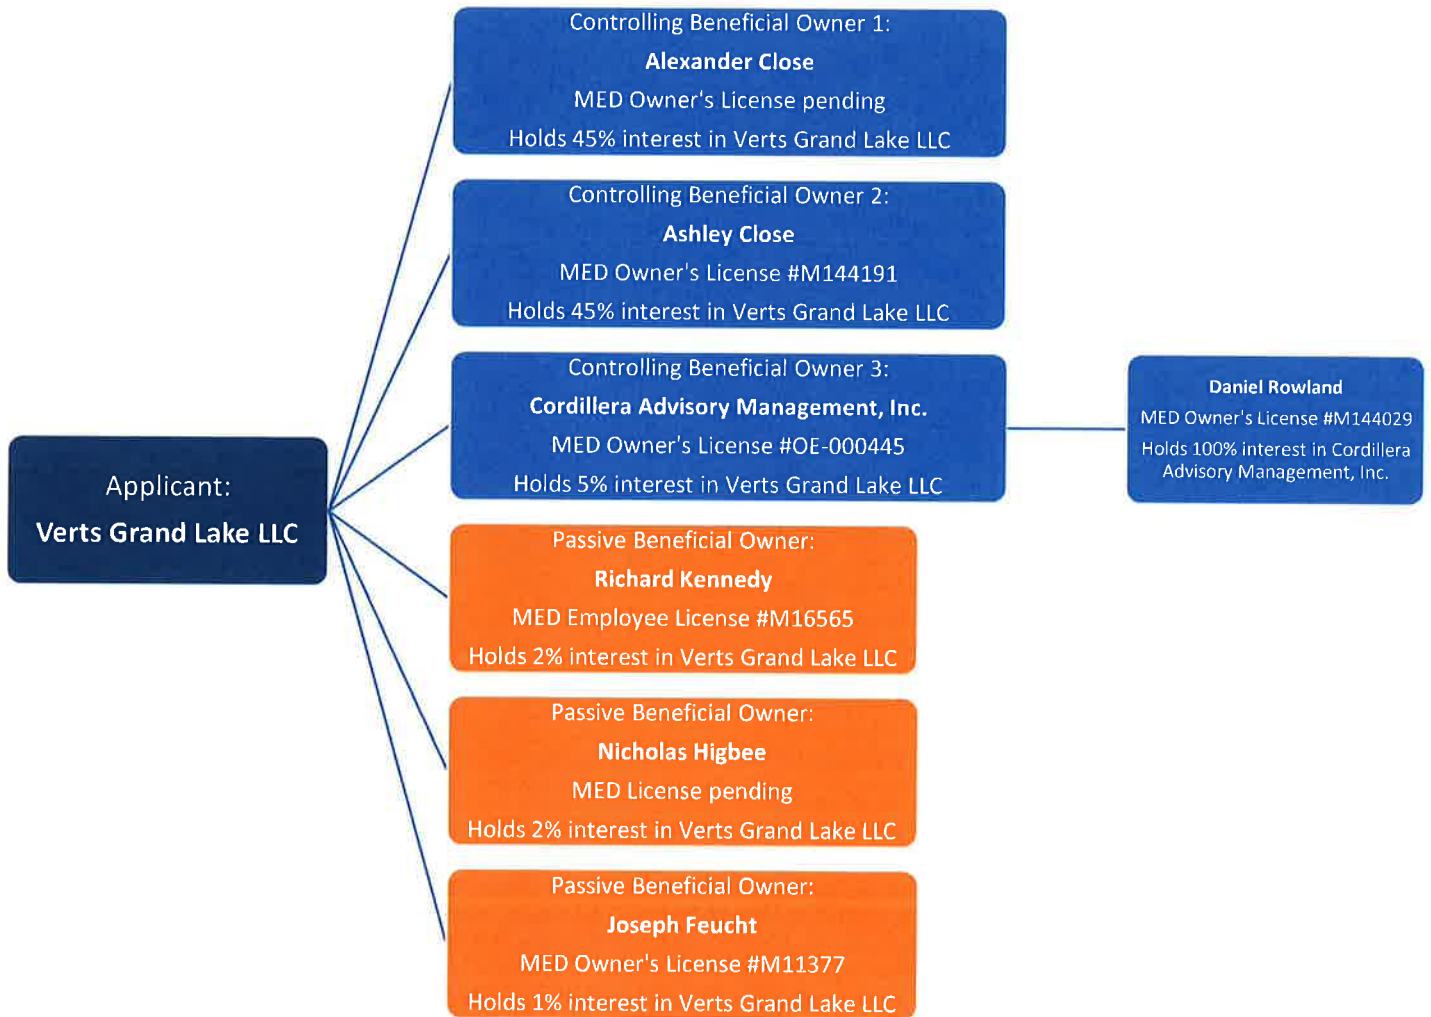 Controlling Beneficial Owner 1:
Alexander Close
MED Owner's License pending
Holds 45% interest in Verts Grand Lake LLC
Controlling Beneficial Owner 2:
Ashley Close
MED Owner's License #M144191
Holds 45% interest in Verts Grand Lake LLC
Controlling Beneficial Owner 3:
Cordillera Advisory Management, Inc.
MED Owner's License #OE-000445
Holds 5% interest in Verts Grand Lake LLC
Daniel Rowland
MED Owner's License #M144029
Holds 100% interest in Cordillera
Advisory Management, Inc.
Applicant:
Verts Grand Lake LLC
Passive Beneficial Owner:
Richard Kennedy
MED Employee License #M16565
Holds 2% interest in Verts Grand Lake LLC
Passive Beneficial Owner:
Nicholas Higbee
MED License pending
Holds 2% interest in Verts Grand Lake LLC
Passive Beneficial Owner:
Joseph Feucht
MED Owner's License #M11377
Holds 1% interest in Verts Grand Lake LLC